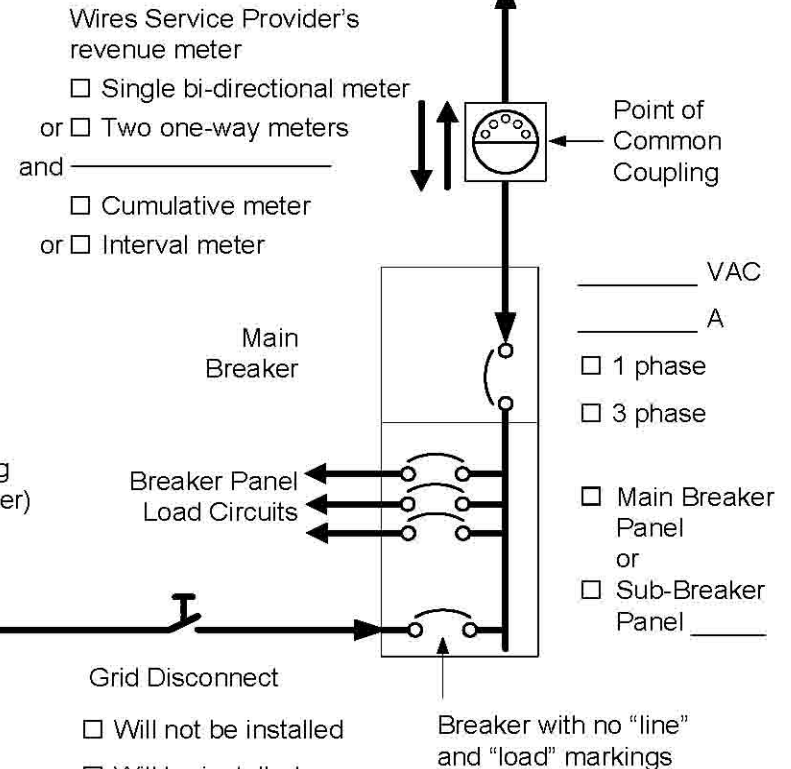 Wires Service Provider's
revenue meter
☐ Single bi-directional meter
or ☐ Two one-way meters
and
☐ Cumulative meter
or ☐ Interval meter
Point of
Common
Coupling
VAC
A
☐ 1 phase
☐ 3 phase
Main
Breaker
g
er)
Breaker Panel
Load Circuits
☐ Main Breaker
Panel
or
☐ Sub-Breaker
Panel
Grid Disconnect
☐ Will not be installed
Breaker with no "line"
and "load" markings